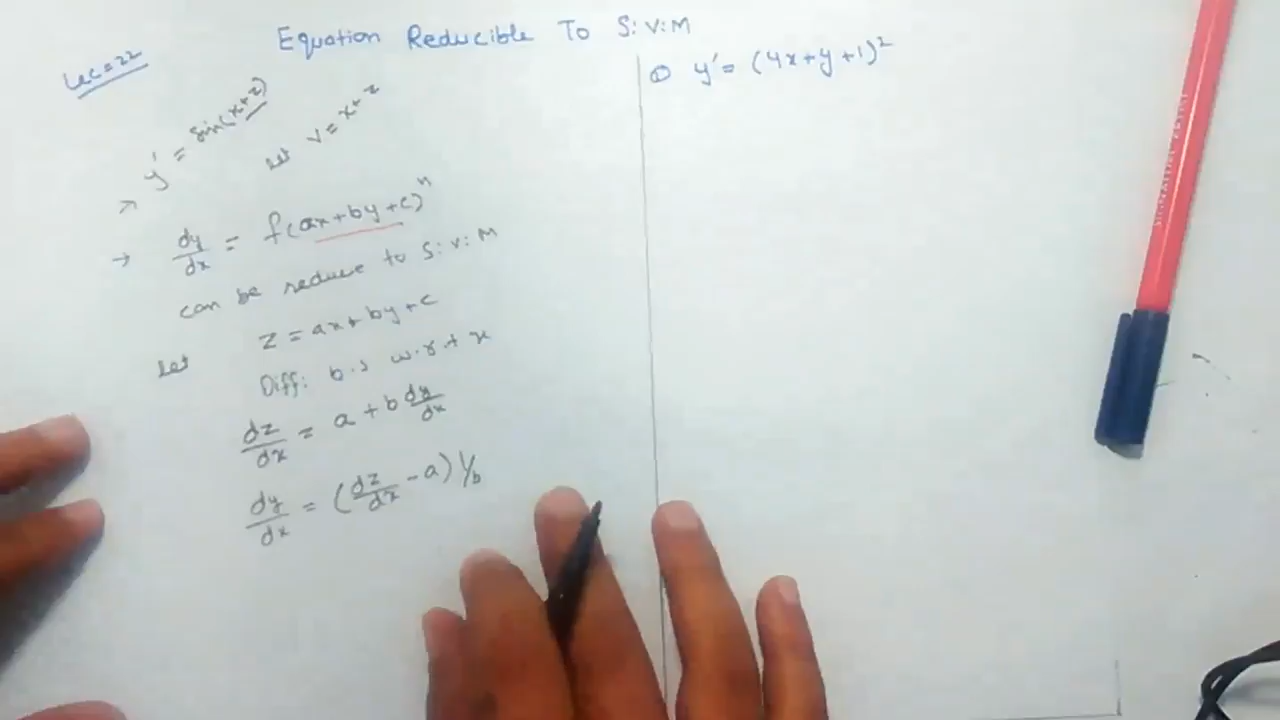 Equation Reducible To S:V:M
Lec=22
→ y' = sin(x+z)
let v = x+z
→ dy/dx = f(ax+by+c)^n
can be reduce to S:V:M
Let z = ax+by+c
Diff: b.s w.r.t x
dz/dx = a + b dy/dx
dy/dx = (dz/dx - a) 1/b
① y' = (4x+y+1)²